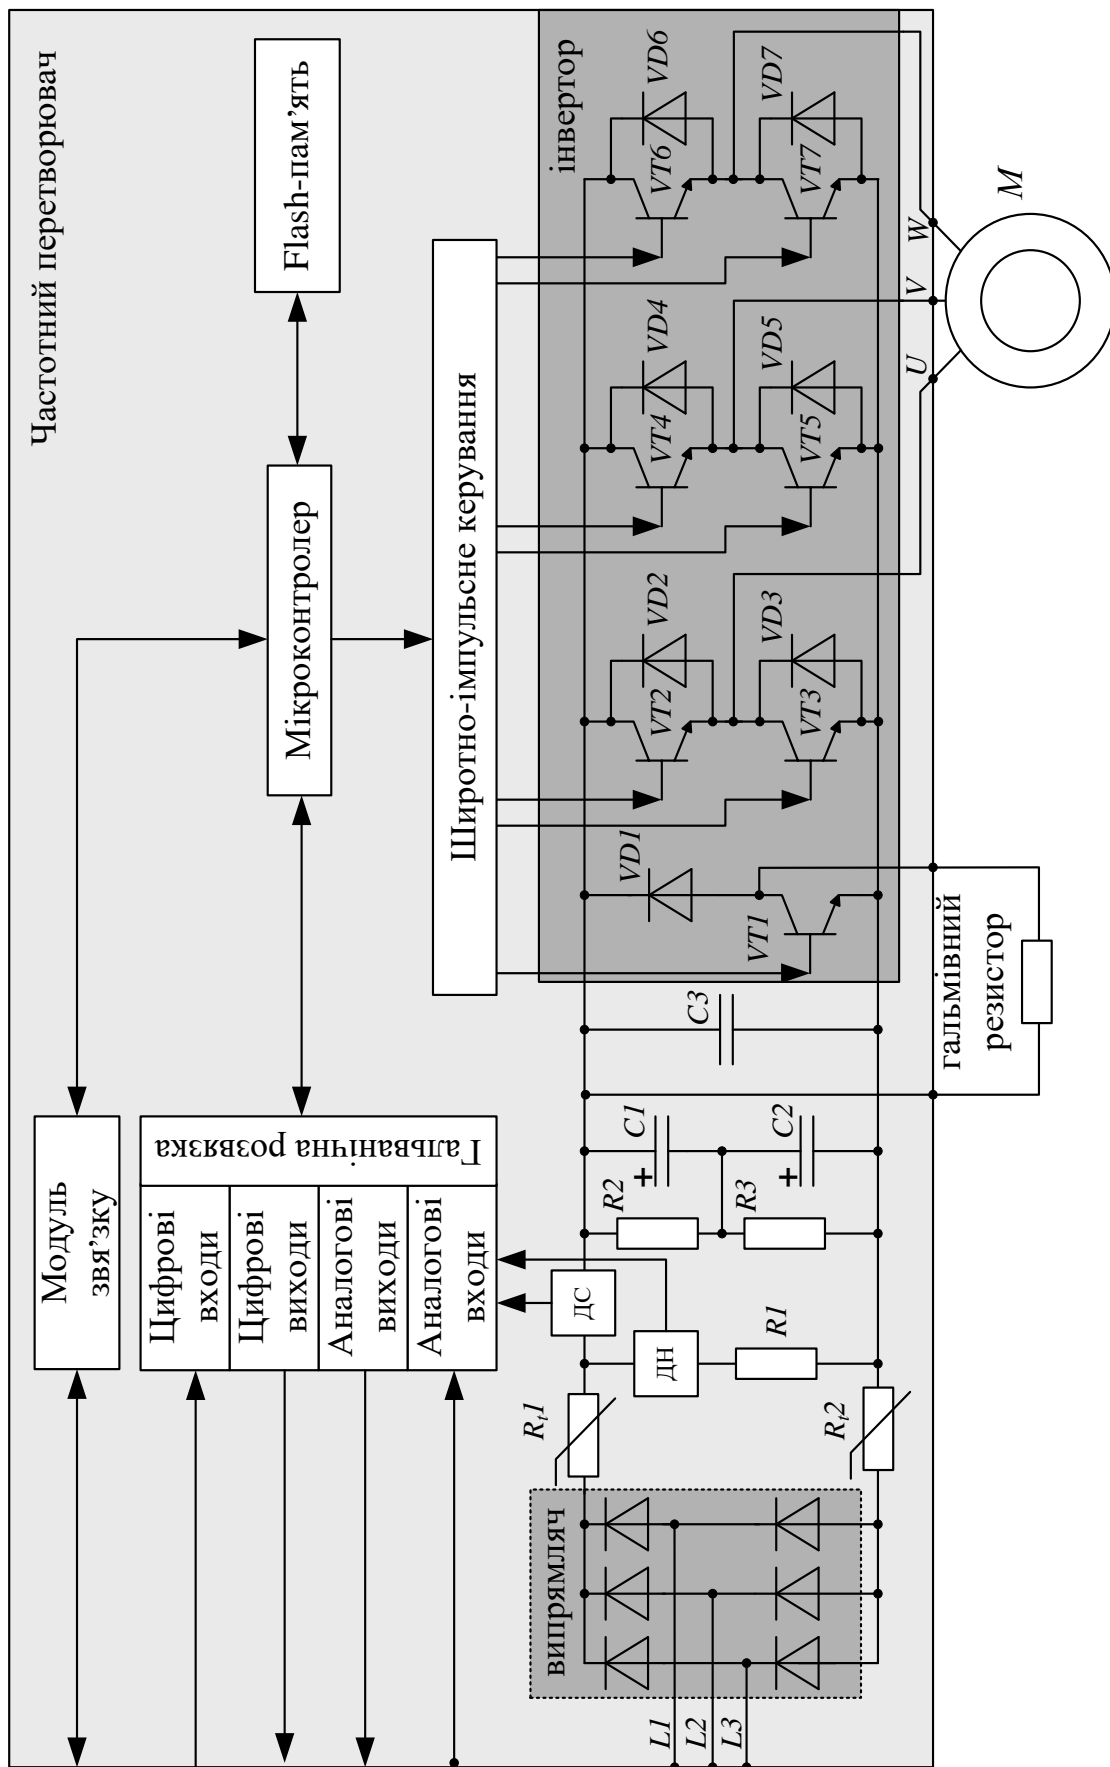 Частотний перетворювач
Модуль
зв'язку
Мікроконтролер
Flash-пам'ять
Цифрові
входи
Цифрові
виходи
Аналогові
виходи
Аналогові
входи
Гальванічна розвязка
Широтно-імпульсне керування
випрямляч
L1
L2
L3
Rt1
Rt2
ДС
ДН
R1
R2
R3
+
C1
+
C2
C3
інвертор
VD1
VT1
VT2
VD2
VT3
VD3
VT4
VD4
VT5
VD5
VT6
VD6
VT7
VD7
гальмівний
резистор
U
V
W
M